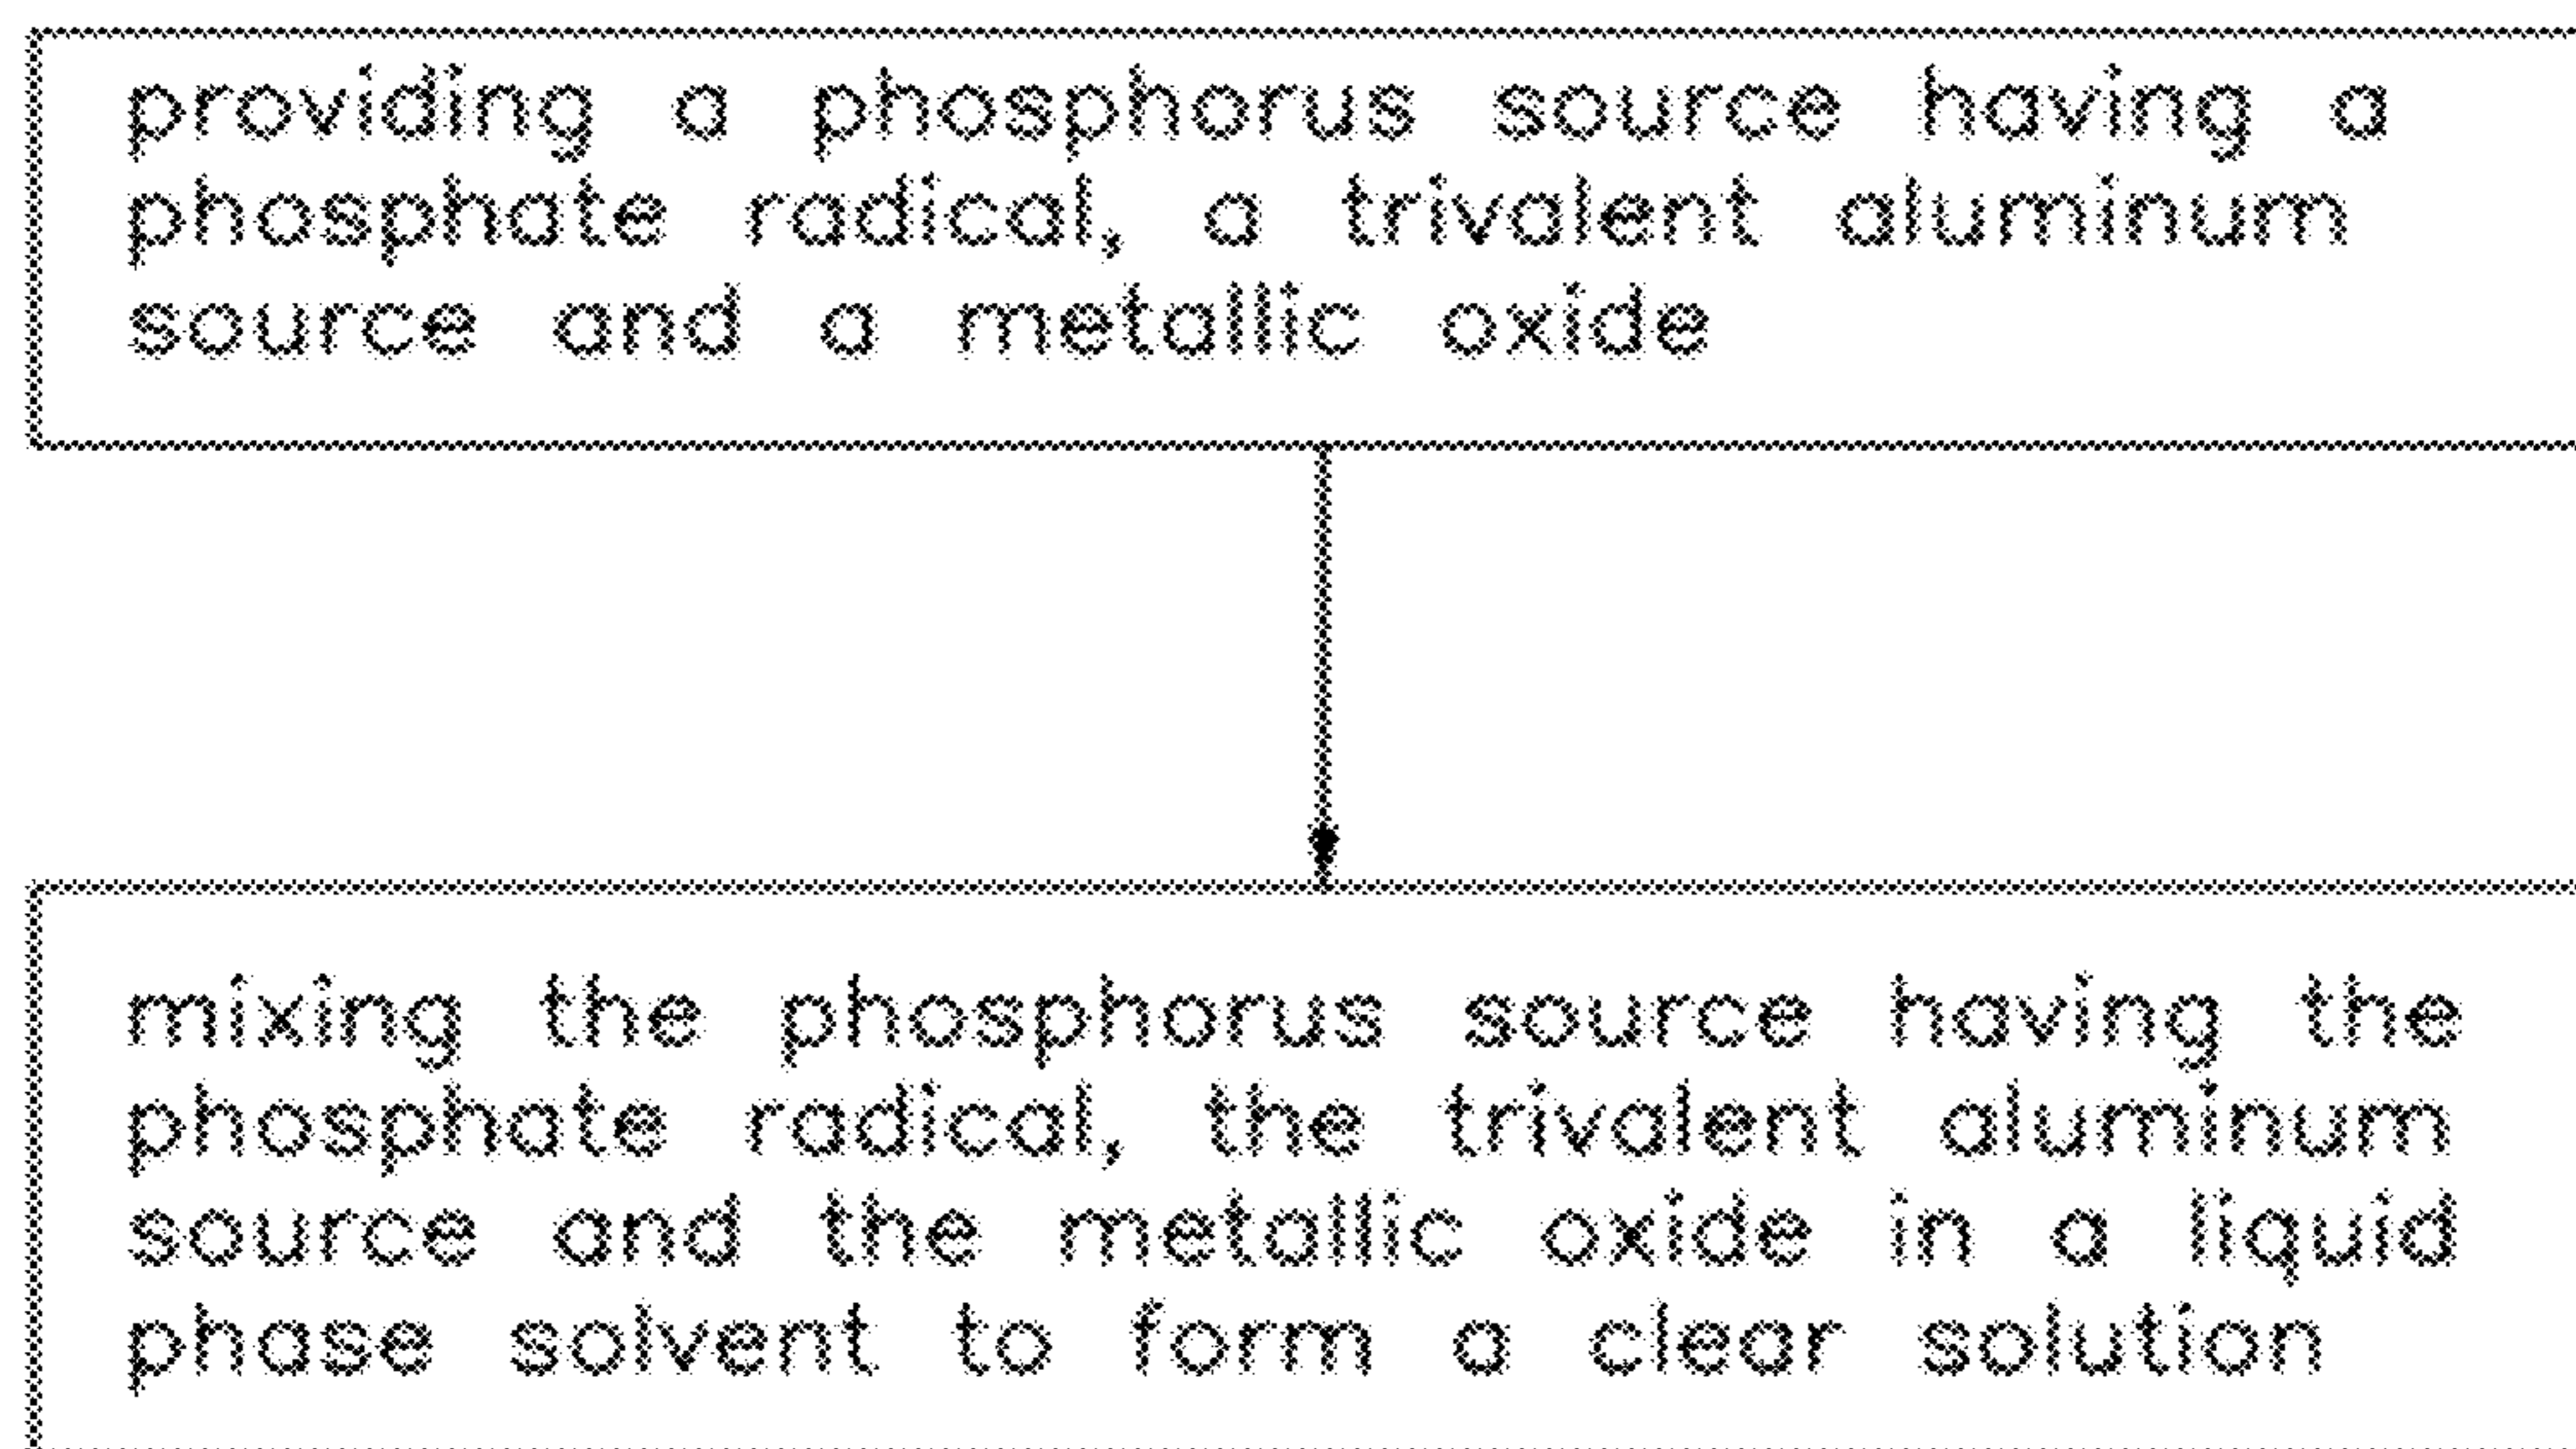 providing a phosphorus source having a
phosphate radical, a trivalent aluminum
source and a metallic oxide
mixing the phosphorus source having the
phosphate radical, the trivalent aluminum
source and the metallic oxide in a liquid
phase solvent to form a clear solution